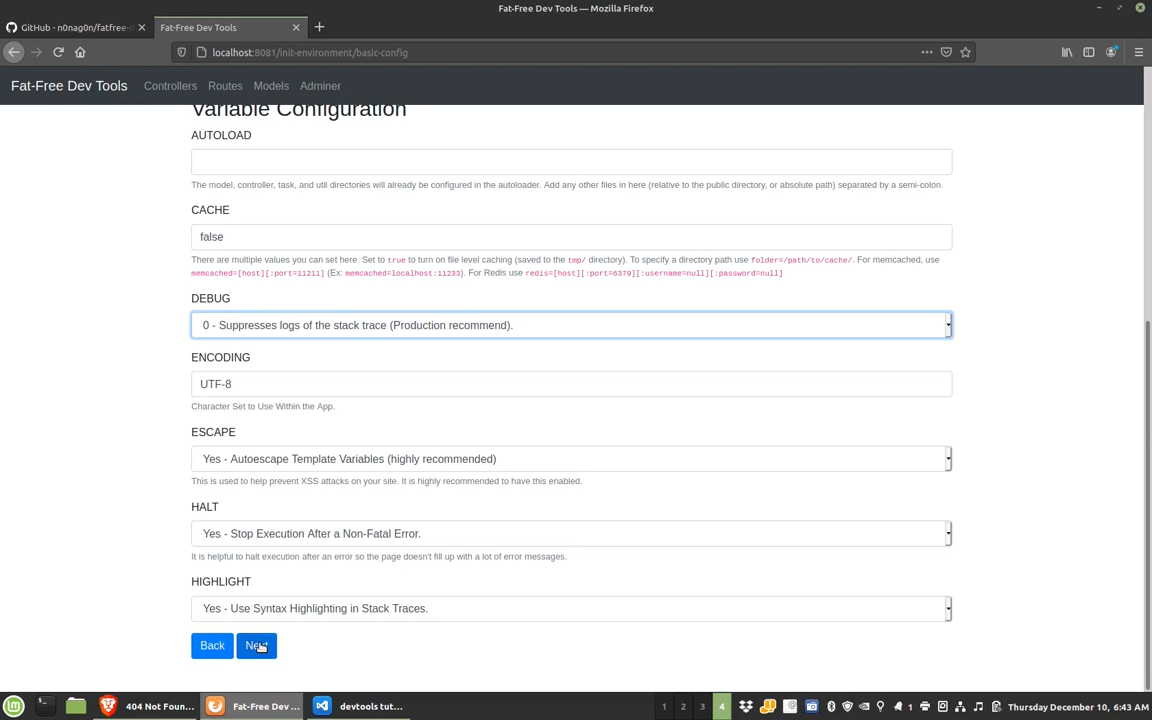 Fat-Free Dev Tools — Mozilla Firefox
GitHub - n0nag0n/fatfree-d
Fat-Free Dev Tools
localhost:8081/init-environment/basic-config
Fat-Free Dev Tools
Controllers
Routes
Models
Adminer
Variable Configuration
AUTOLOAD
The model, controller, task, and util directories will already be configured in the autoloader. Add any other files in here (relative to the public directory, or absolute path) separated by a semi-colon.
CACHE
false
There are multiple values you can set here. Set to true to turn on file level caching (saved to the tmp/ directory). To specify a directory path use folder=/path/to/cache/. For memcached, use
memcached=[host][:port=11211] (Ex: memcached=localhost:11233). For Redis use redis=[host][:port=6379][:username=null][:password=null]
DEBUG
0 - Suppresses logs of the stack trace (Production recommend).
ENCODING
UTF-8
Character Set to Use Within the App.
ESCAPE
Yes - Autoescape Template Variables (highly recommended)
This is used to help prevent XSS attacks on your site. It is highly recommended to have this enabled.
HALT
Yes - Stop Execution After a Non-Fatal Error.
It is helpful to halt execution after an error so the page doesn't fill up with a lot of error messages.
HIGHLIGHT
Yes - Use Syntax Highlighting in Stack Traces.
Back
Next
404 Not Foun...
Fat-Free Dev ...
devtools tut...
1
2
3
4
1
Thursday December 10, 6:43 AM